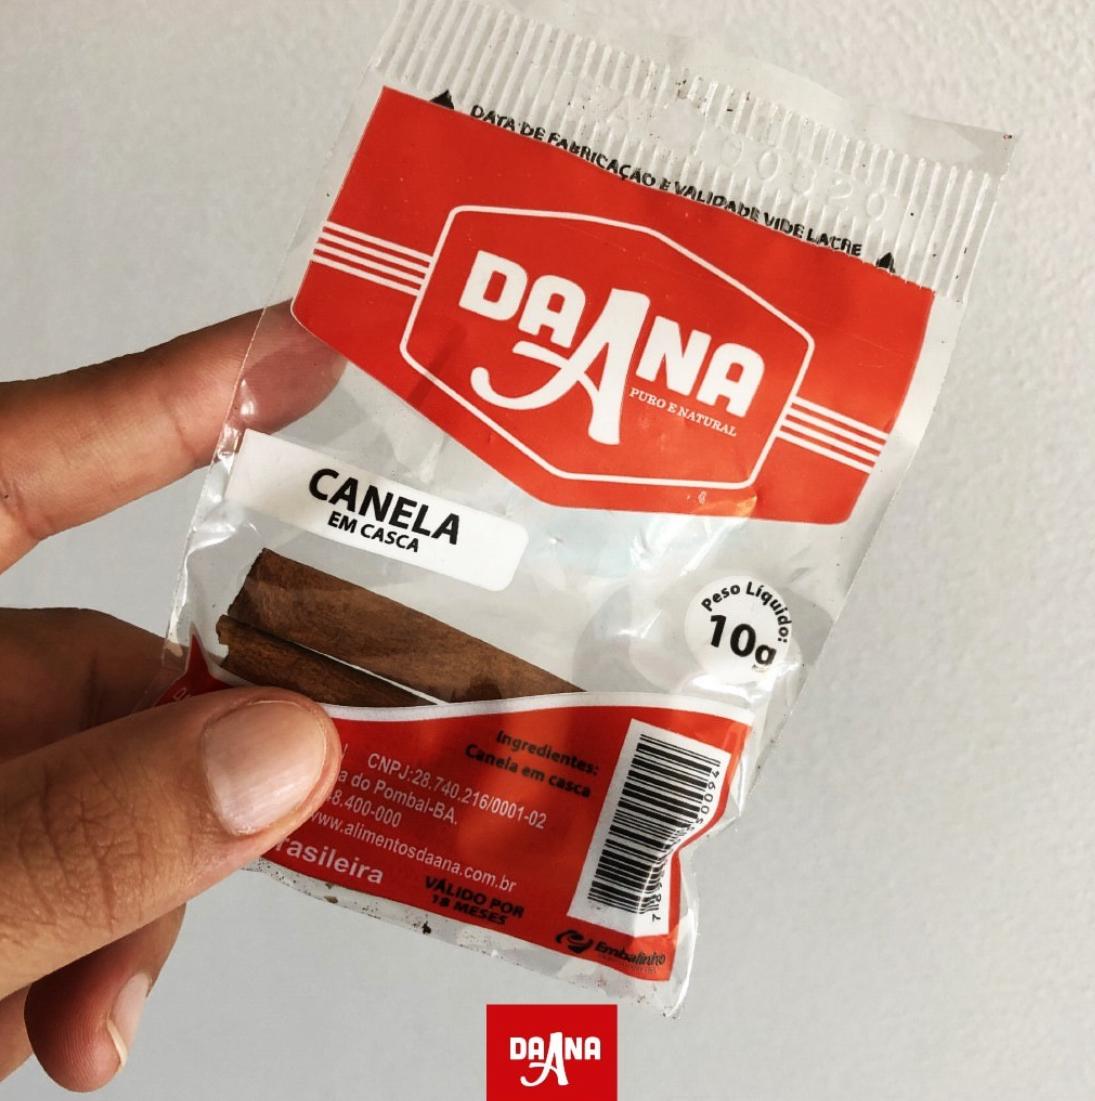 DATA DE FABRICAÇÃO E VALIDADE VIDE LACRE
DAANA
PURO E NATURAL
CANELA
EM CASCA
Peso Líquido:
10g
Ingredientes:
Canela em casca
CNPJ:28.740.216/0001-02
do Pombal-BA.
48.400-000
www.alimentosdaana.com.br
rasileira
VÁLIDO POR
18 MESES
Embalinho
DAANA